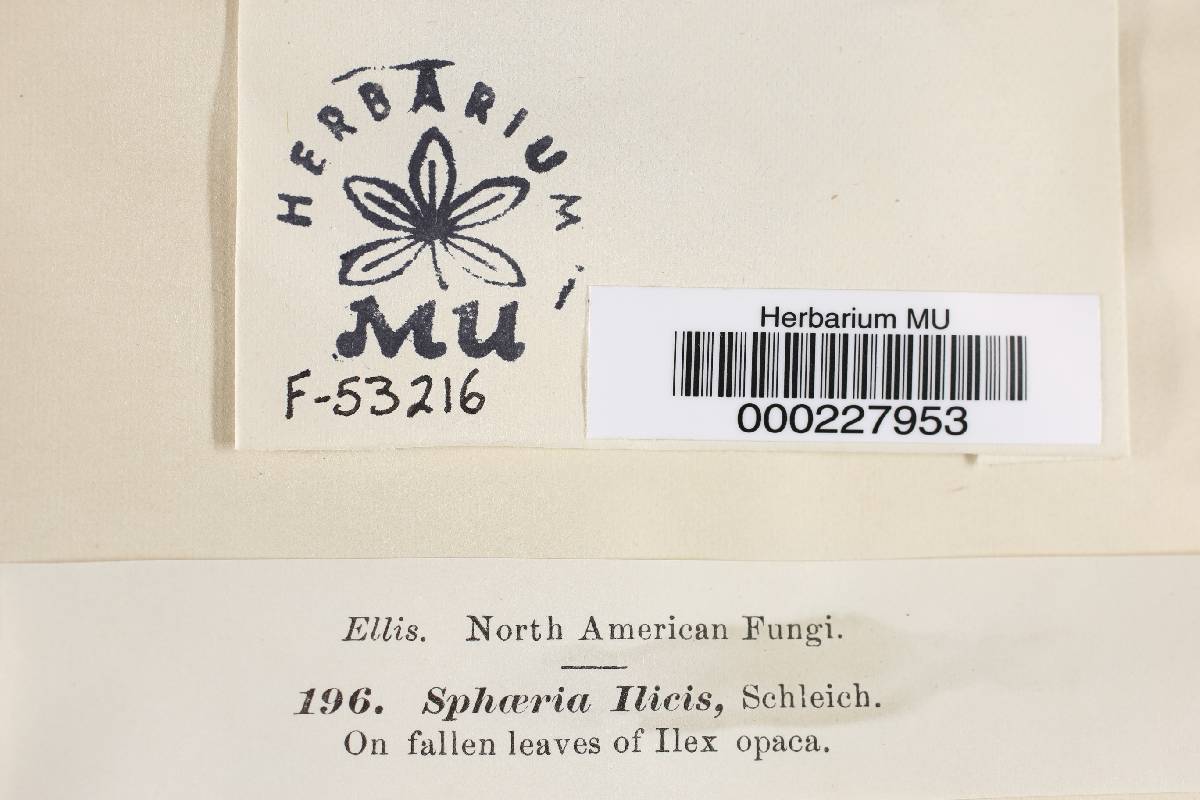 HERBARIUM
MU
F-53216
Herbarium MU
000227953
Ellis. North American Fungi.
196. Sphæria Ilicis, Schleich.
On fallen leaves of Ilex opaca.